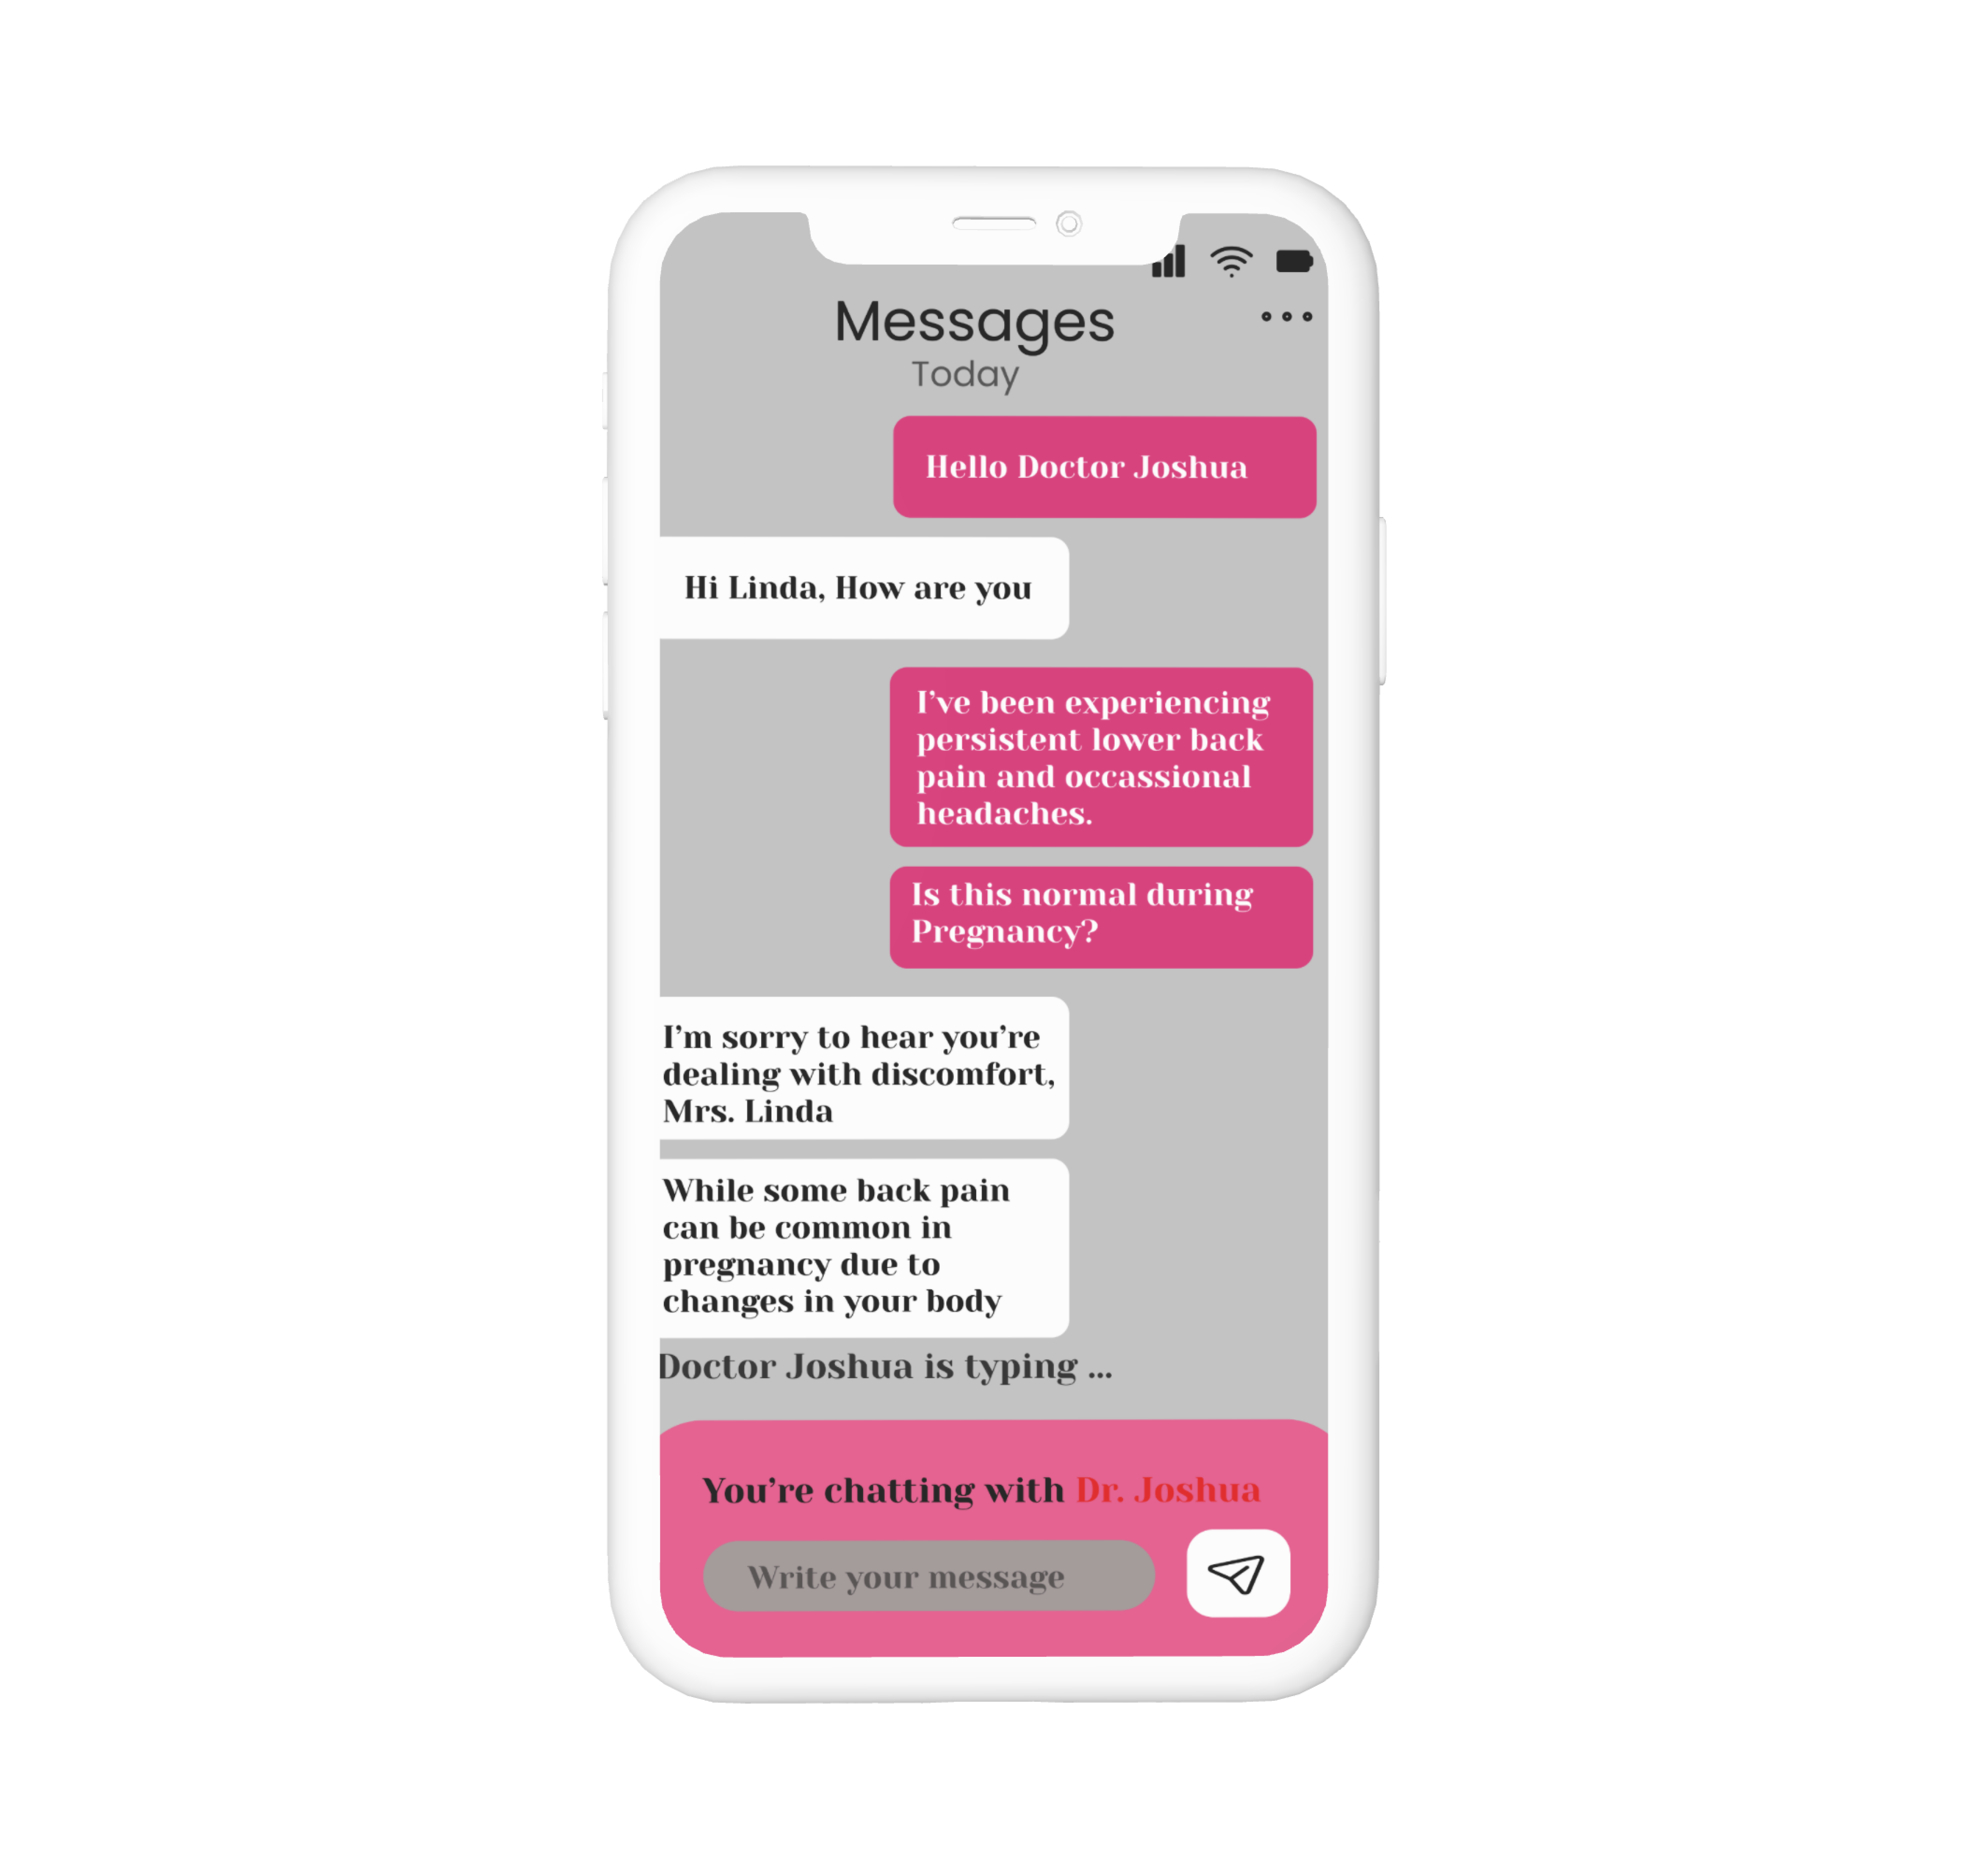 Messages
Today
Hello Doctor Joshua
Hi Linda, How are you
I've been experiencing
persistent lower back
pain and occassional
headaches.
Is this normal during
Pregnancy?
I'm sorry to hear you're
dealing with discomfort,
Mrs. Linda
While some back pain
can be common in
pregnancy due to
changes in your body
Doctor Joshua is typing ...
You're chatting with Dr. Joshua
Write your message